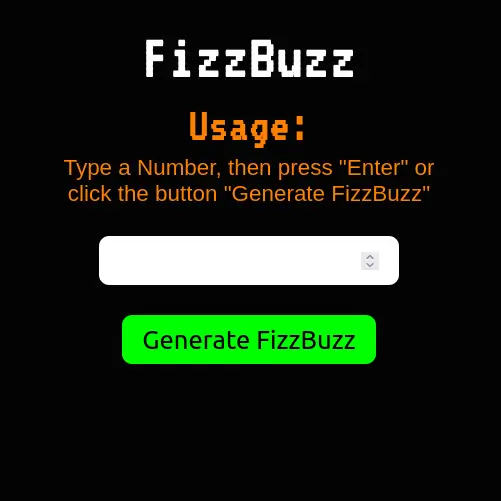 FizzBuzz
Usage:
Type a Number, then press "Enter" or
click the button "Generate FizzBuzz"
Generate FizzBuzz